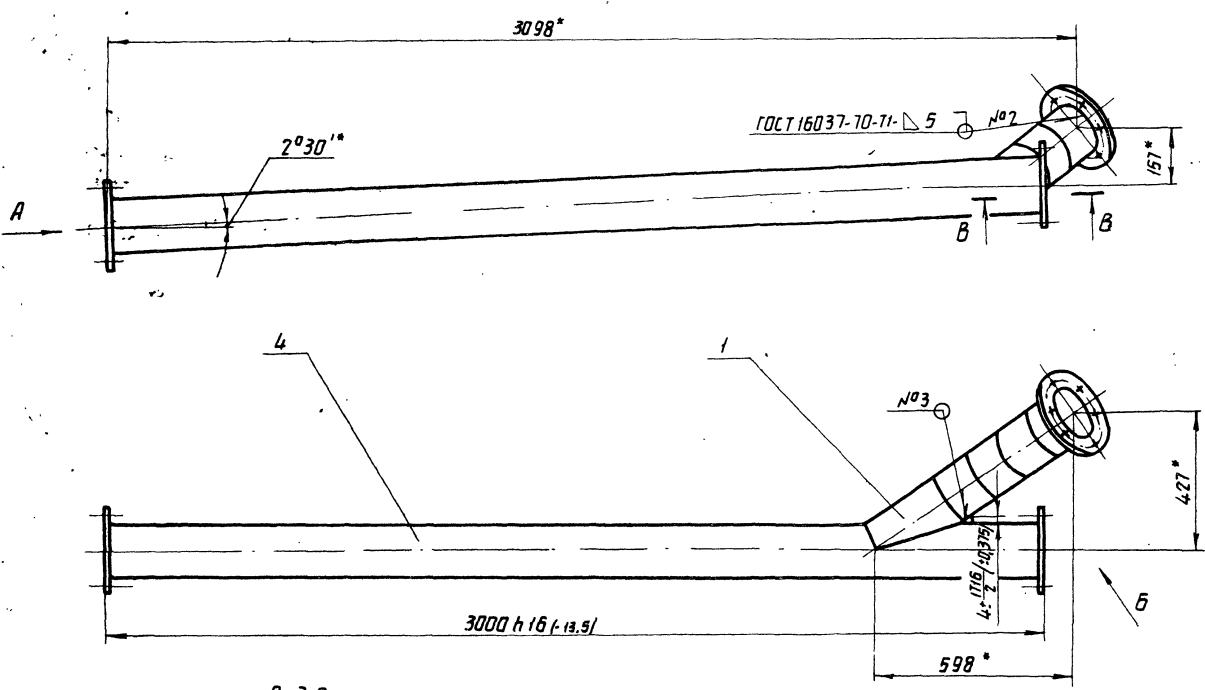 3098*
ГОСТ 16037-70-Т1- 5
№2
2°30'*
157*
А
В
В
4
1
№3
427*
4± IT16/2 (±0,375)
Б
3000 h 16 (-13.5)
598*